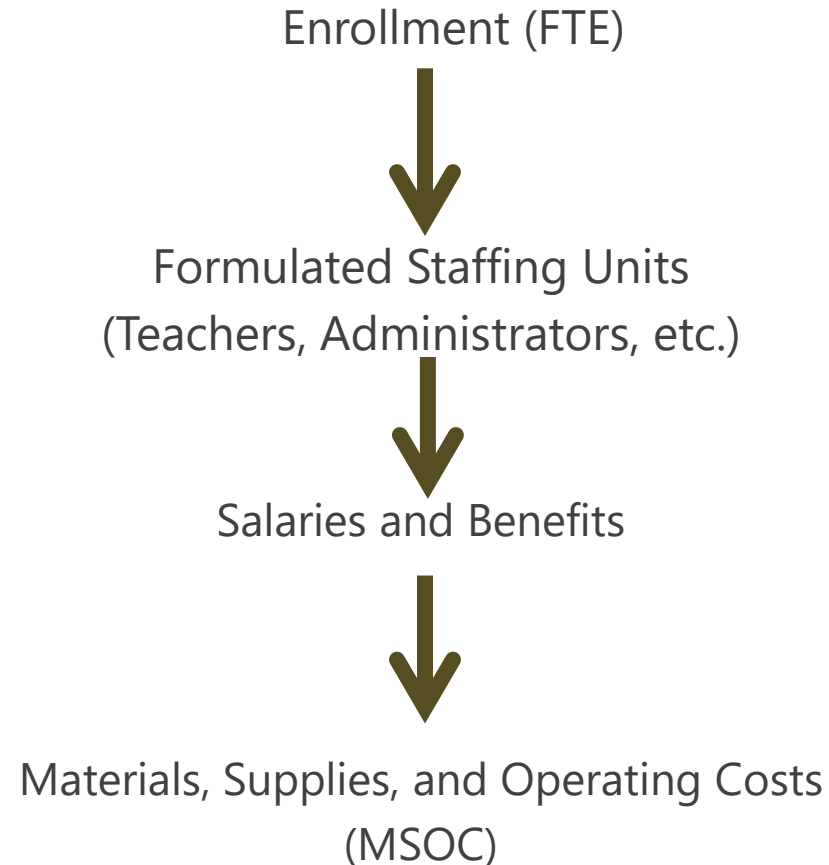 Enrollment (FTE)
Formulated Staffing Units
(Teachers, Administrators, etc.)
Salaries and Benefits
Materials, Supplies, and Operating Costs
(MSOC)